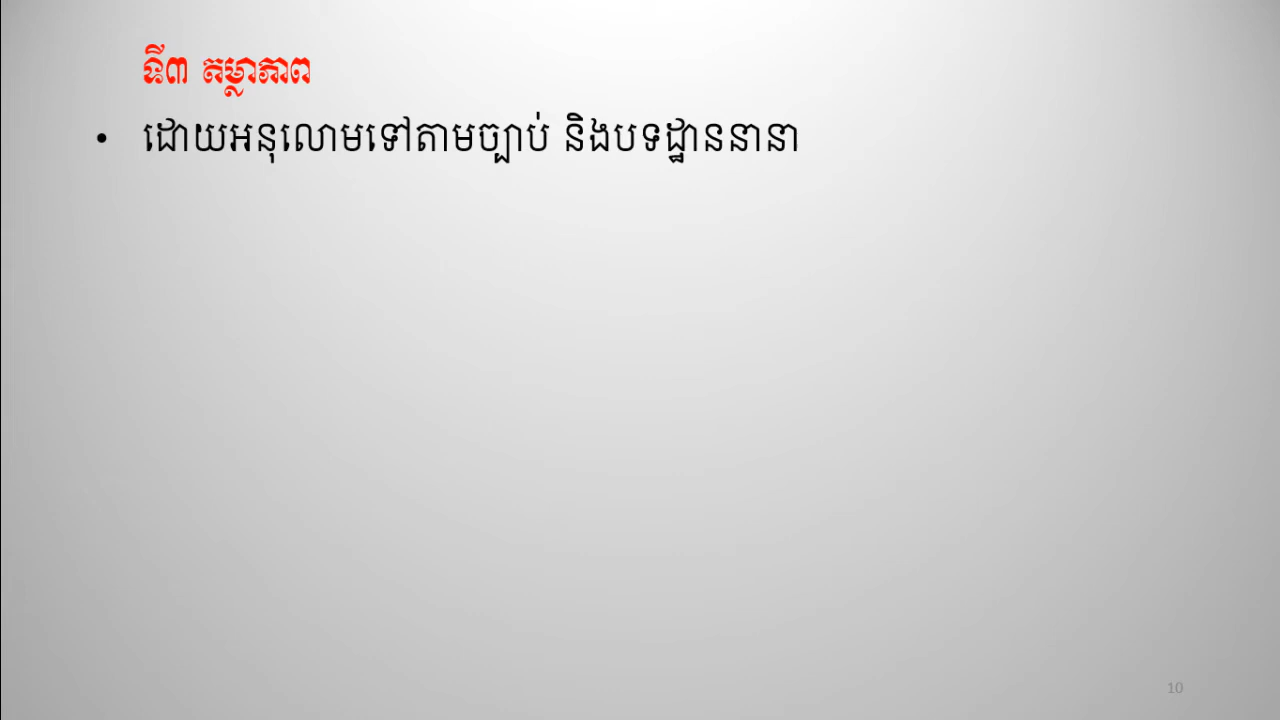 ទី៣ តម្លាភាព
• ដោយអនុលោមទៅតាមច្បាប់ និងបទដ្ឋាននានា
10